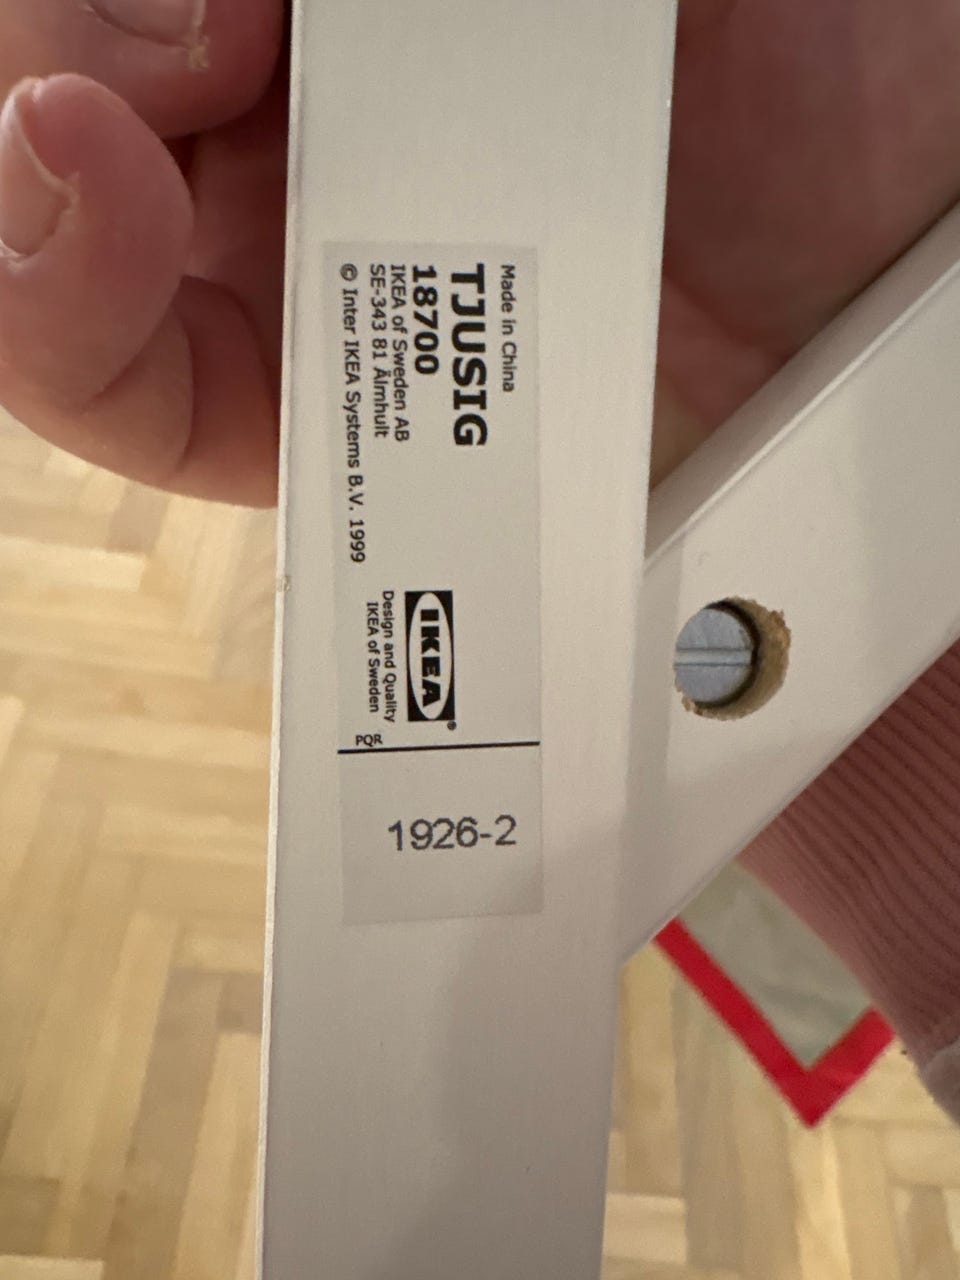 Made in China
TJUSIG
18700
IKEA of Sweden AB
SE-343 81 Älmhult
© Inter IKEA Systems B.V. 1999
IKEA®
Design and Quality
IKEA of Sweden
PQR
1926-2